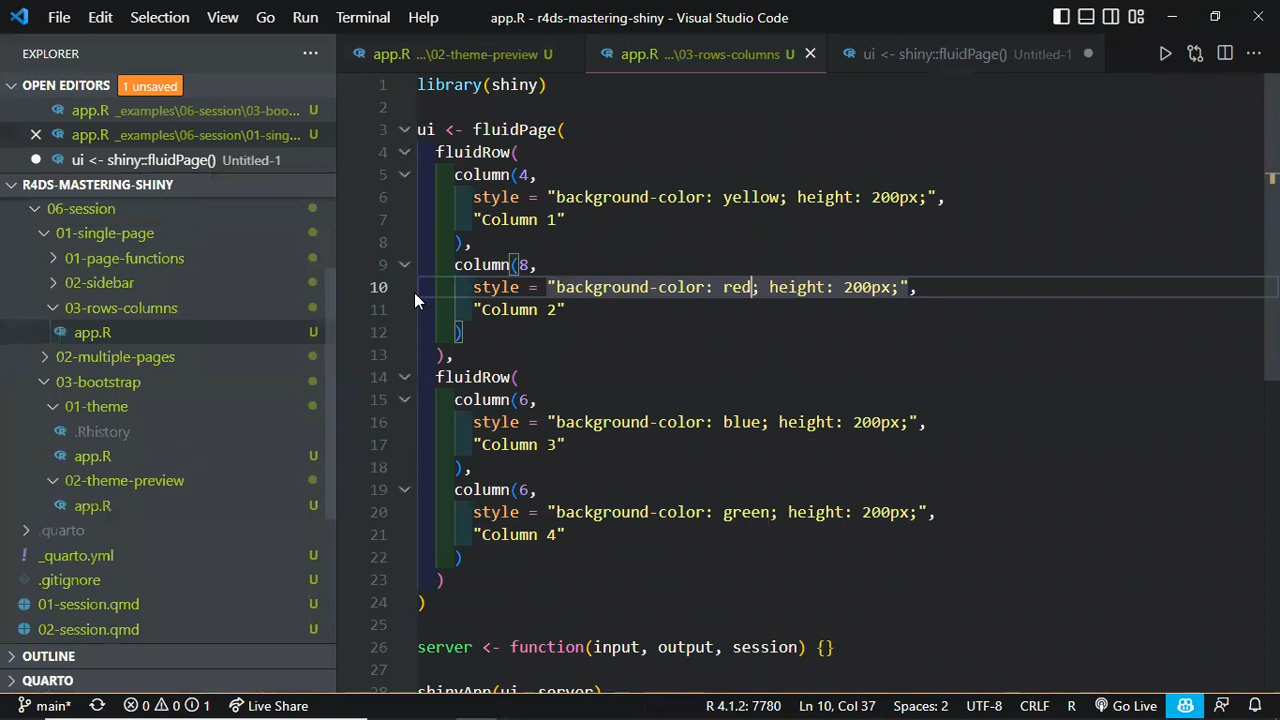 File Edit Selection View Go Run Terminal Help app.R - r4ds-mastering-shiny - Visual Studio Code
EXPLORER
OPEN EDITORS 1 unsaved
app.R _examples\06-session\03-boo... U
app.R _examples\06-session\01-sing... U
ui <- shiny::fluidPage() Untitled-1
R4DS-MASTERING-SHINY
06-session
01-single-page
01-page-functions
02-sidebar
03-rows-columns
app.R U
02-multiple-pages
03-bootstrap
01-theme
.Rhistory
app.R U
02-theme-preview
app.R U
.quarto
_quarto.yml U
.gitignore U
01-session.qmd U
02-session.qmd U
OUTLINE
QUARTO
app.R ...\02-theme-preview U app.R ...\03-rows-columns U ui <- shiny::fluidPage() Untitled-1
1 library(shiny)
2
3 ui <- fluidPage(
4 fluidRow(
5 column(4,
6 style = "background-color: yellow; height: 200px;",
7 "Column 1"
8 ),
9 column(8,
10 style = "background-color: red; height: 200px;",
11 "Column 2"
12 )
13 ),
14 fluidRow(
15 column(6,
16 style = "background-color: blue; height: 200px;",
17 "Column 3"
18 ),
19 column(6,
20 style = "background-color: green; height: 200px;",
21 "Column 4"
22 )
23 )
24 )
25
26 server <- function(input, output, session) {}
27
28 shinyApp(ui, server)
main* 0 0 1 Live Share Ln 10, Col 37 Spaces: 2 UTF-8 CRLF R R 4.1.2: 7780 Go Live